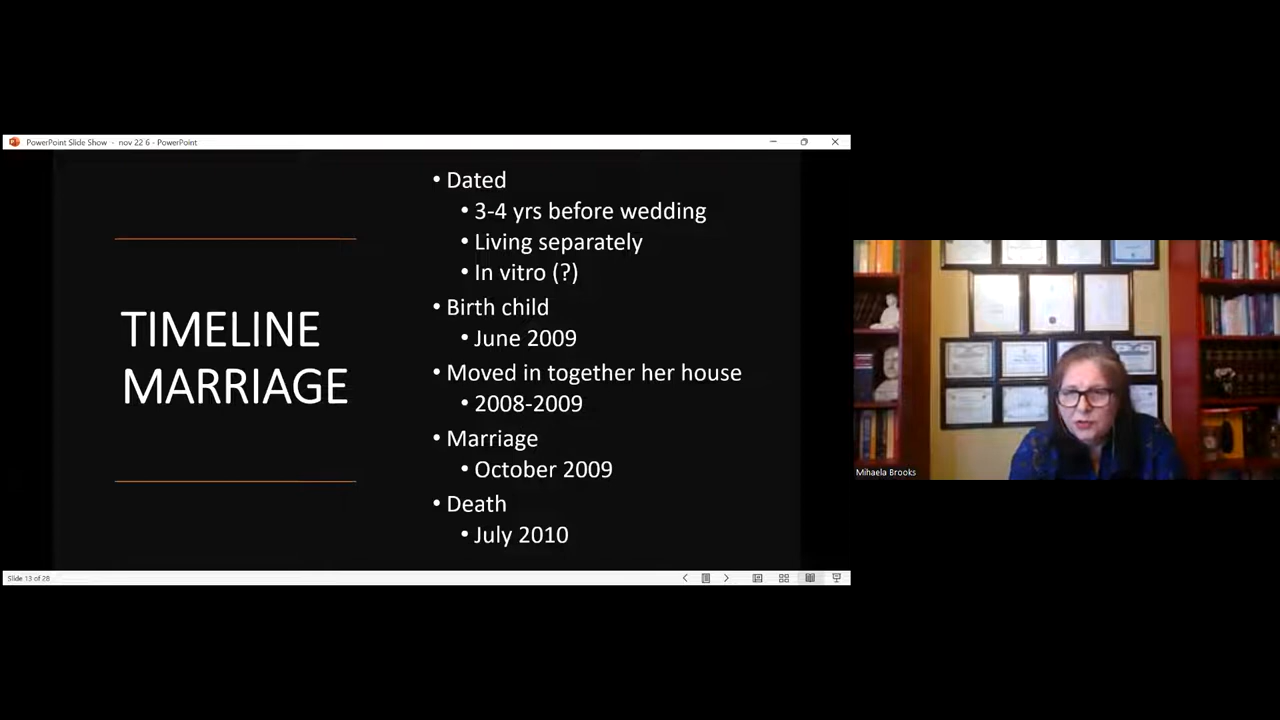 PowerPoint Slide Show - nov 22 6 - PowerPoint
TIMELINE
MARRIAGE
• Dated
• 3-4 yrs before wedding
• Living separately
• In vitro (?)
• Birth child
• June 2009
• Moved in together her house
• 2008-2009
• Marriage
• October 2009
• Death
• July 2010
Slide 13 of 28
Mihaela Brooks